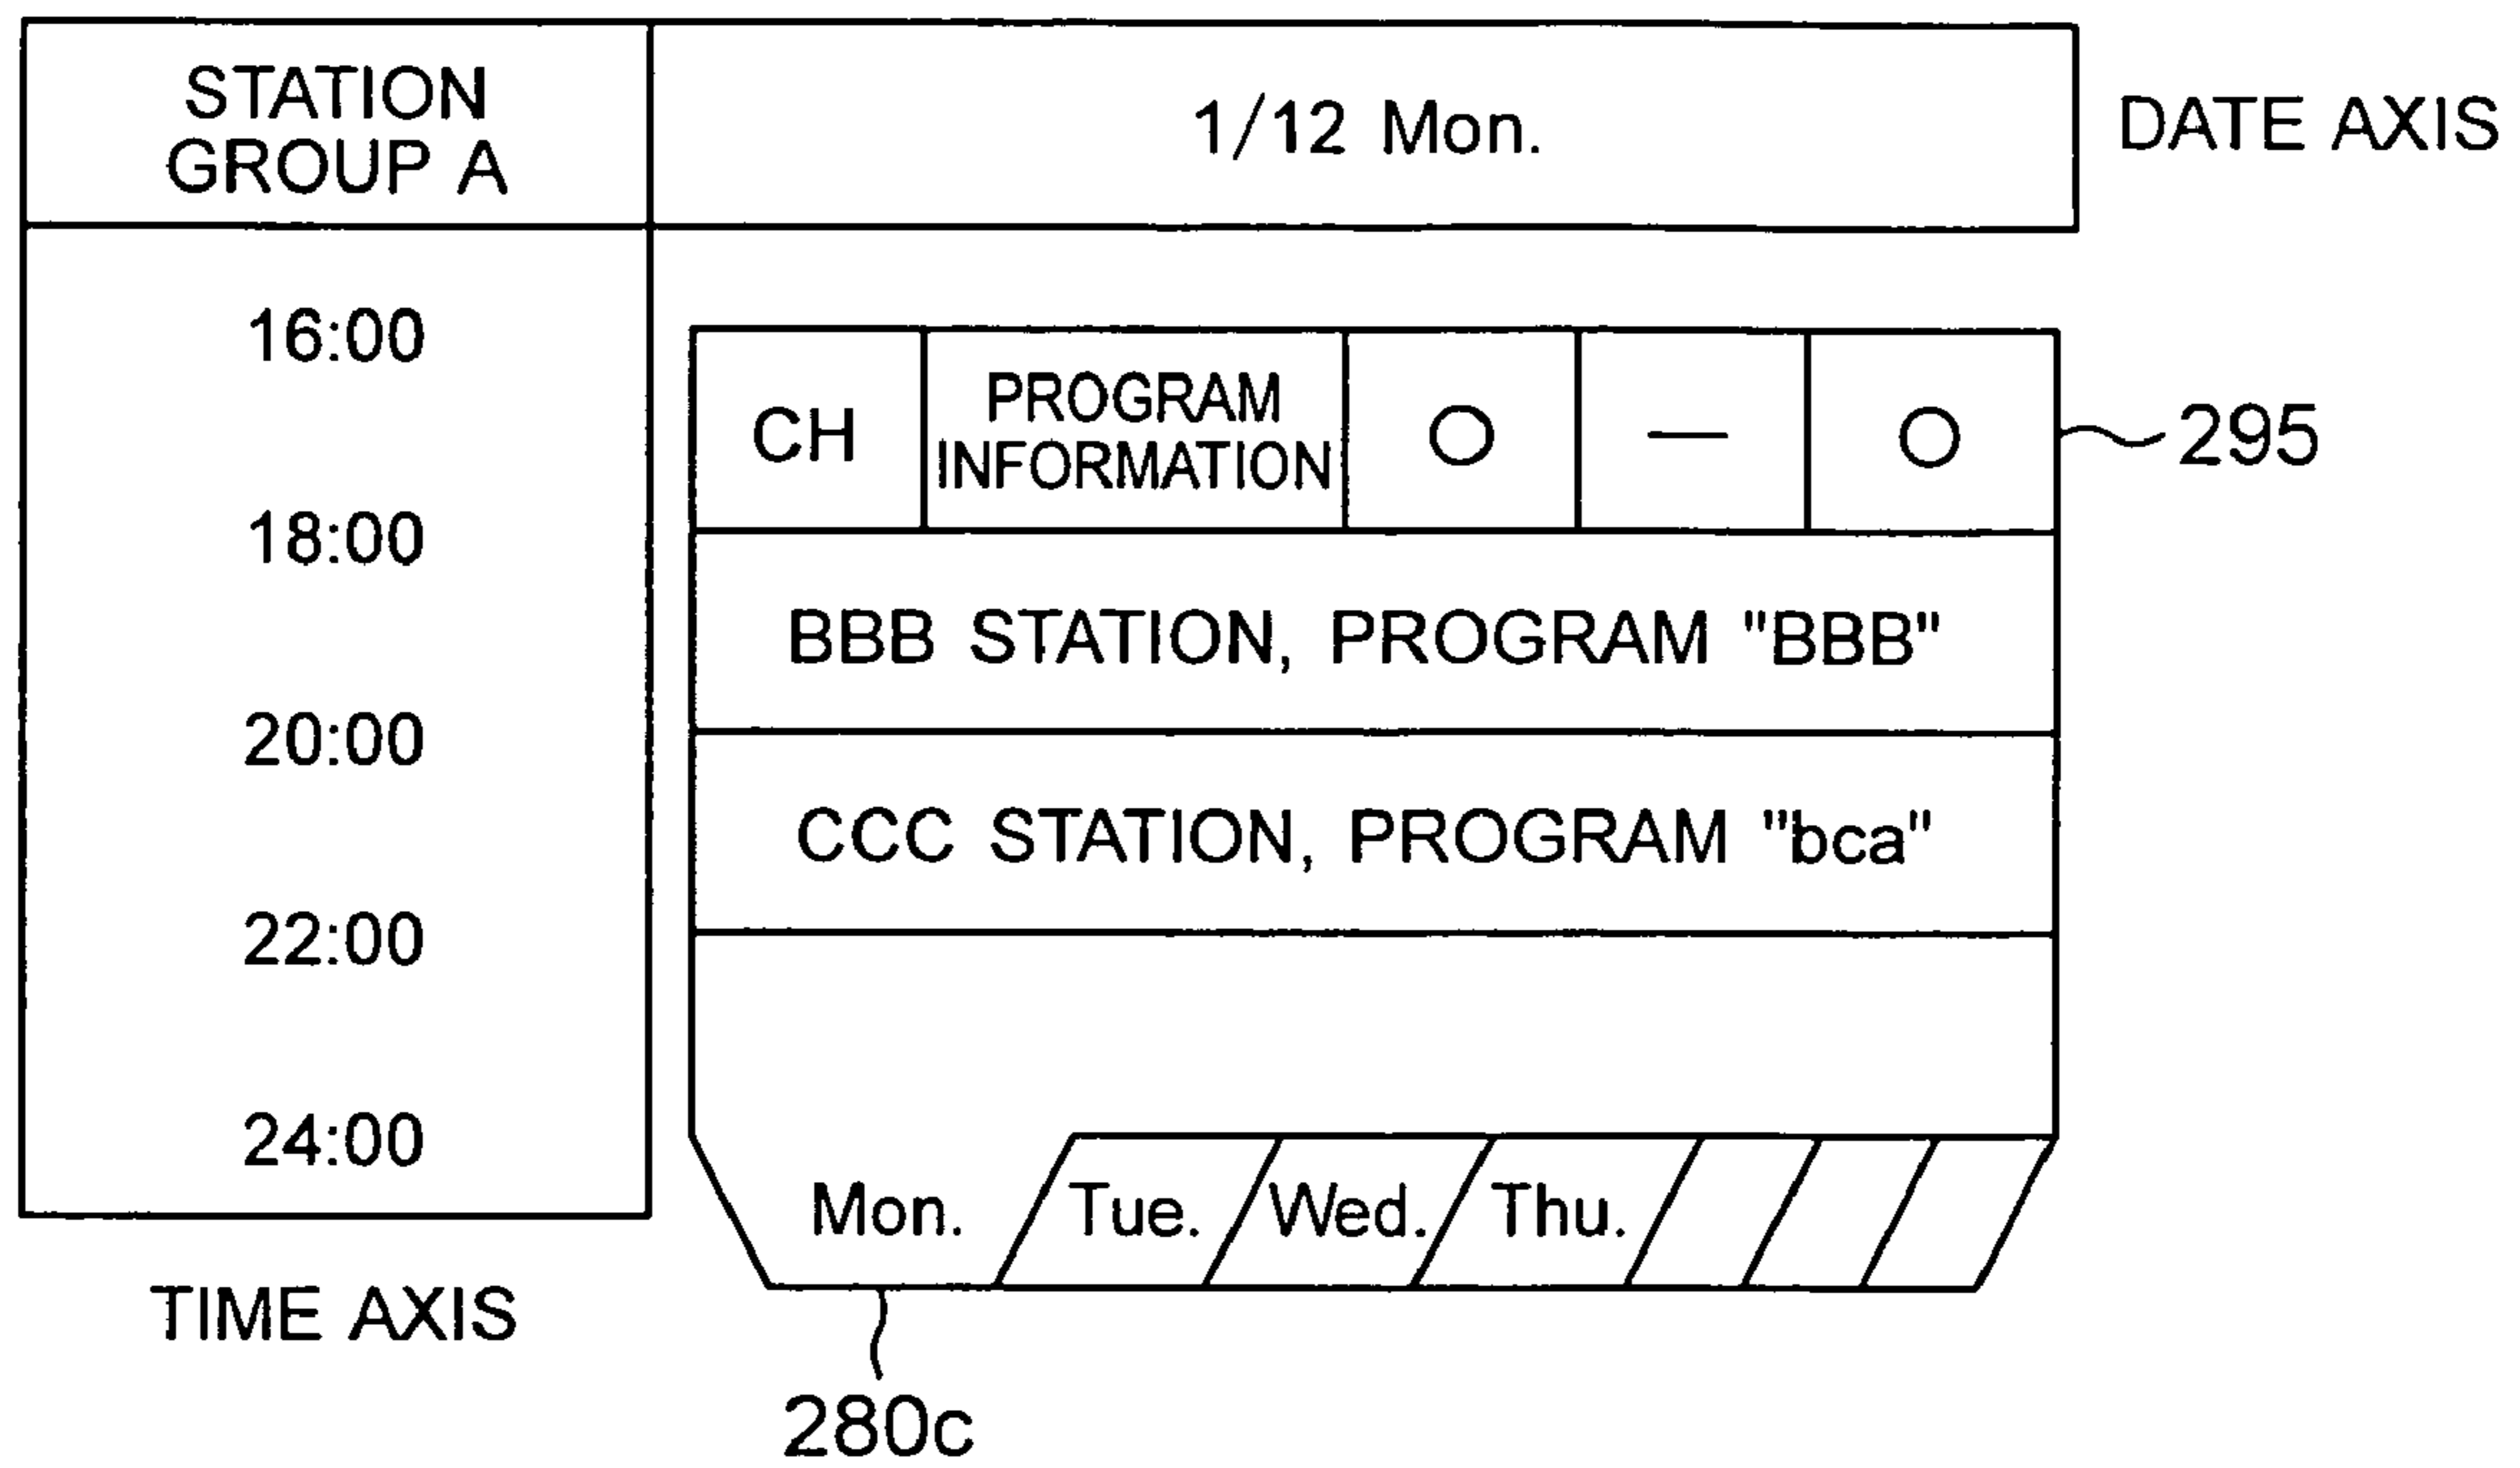 STATION
GROUP A
1/12 Mon.
DATE AXIS
16:00
18:00
20:00
22:00
24:00
TIME AXIS
CH
PROGRAM
INFORMATION
295
BBB STATION, PROGRAM "BBB"
CCC STATION, PROGRAM "'bca"
Mon.
Tue.
Wed.
Thu.
280c